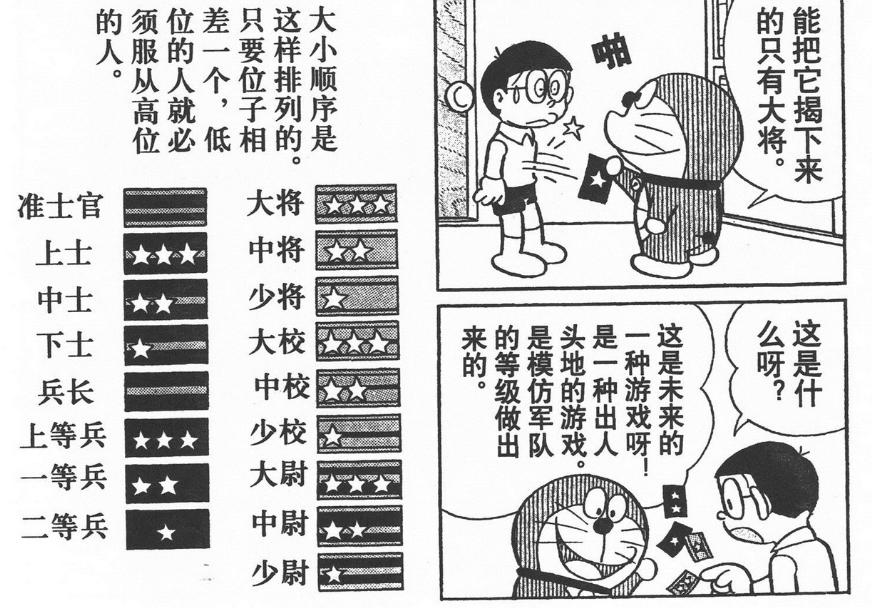 能把它揭下来
的只有大将。
啪
这是什
么呀？
这是未来的
一种游戏呀！
是一种出人
头地的游戏。
是模仿军队
的等级做出
来的。
大小顺序是
这样排列的。
只要位子相
差一个，低
位的人就必
须服从高位
的人。
大将
中将
少将
大校
中校
少校
大尉
中尉
少尉
准士官
上士
中士
下士
兵长
上等兵
一等兵
二等兵